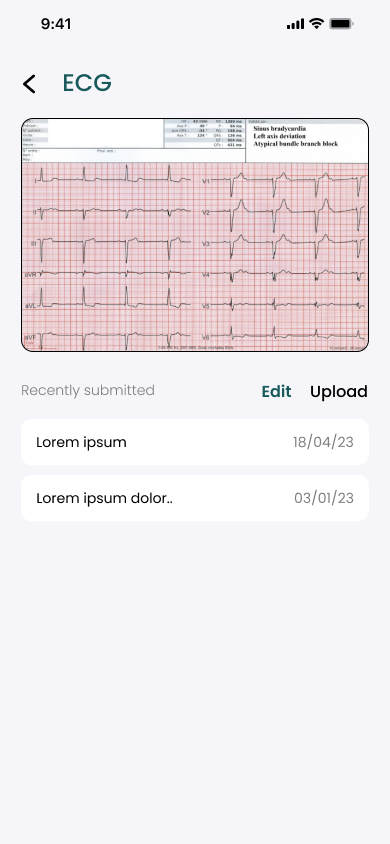 9:41
ECG
Sinus bradycardia
Left axis deviation
Atypical bundle branch block
I
V1
II
V2
III
V3
aVR
V4
aVL
V5
aVF
V6
Recently submitted
Edit
Upload
Lorem ipsum
18/04/23
Lorem ipsum dolor..
03/01/23